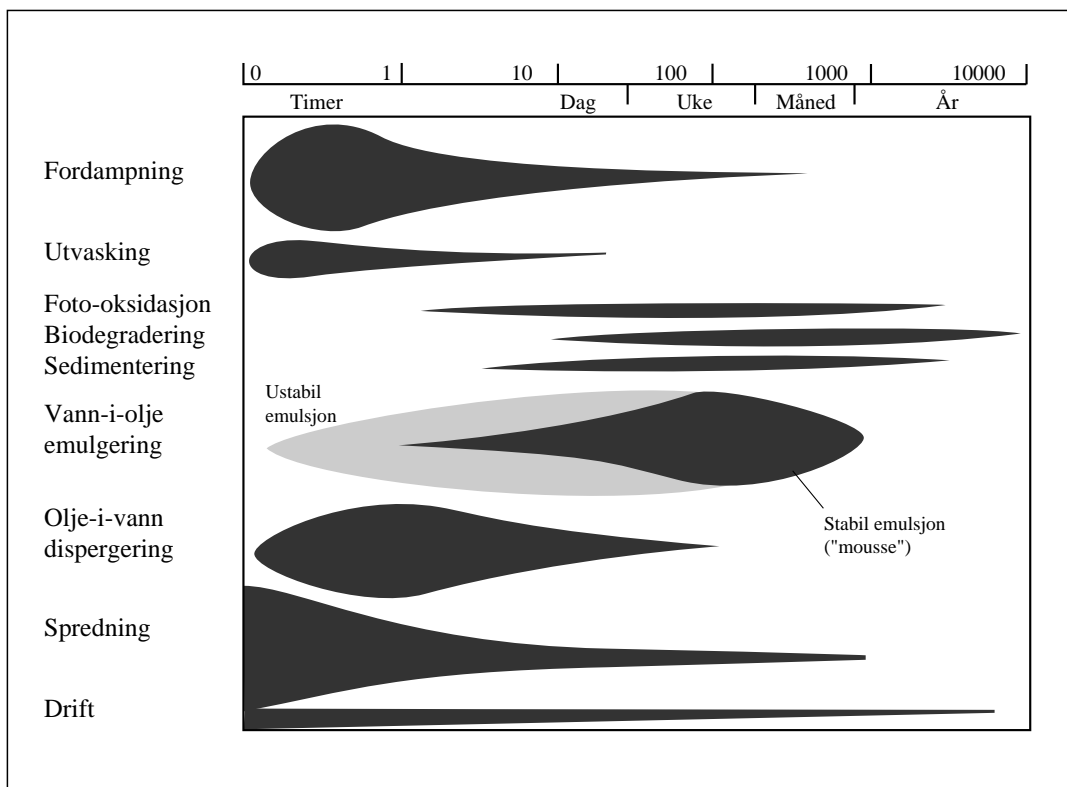 0 1 10 100 1000 10000
Timer Dag Uke Måned År
Fordampning
Utvasking
Foto-oksidasjon
Biodegradering
Sedimentering
Ustabil
emulsjon
Vann-i-olje
emulgering
Stabil emulsjon
("mousse")
Olje-i-vann
dispergering
Spredning
Drift